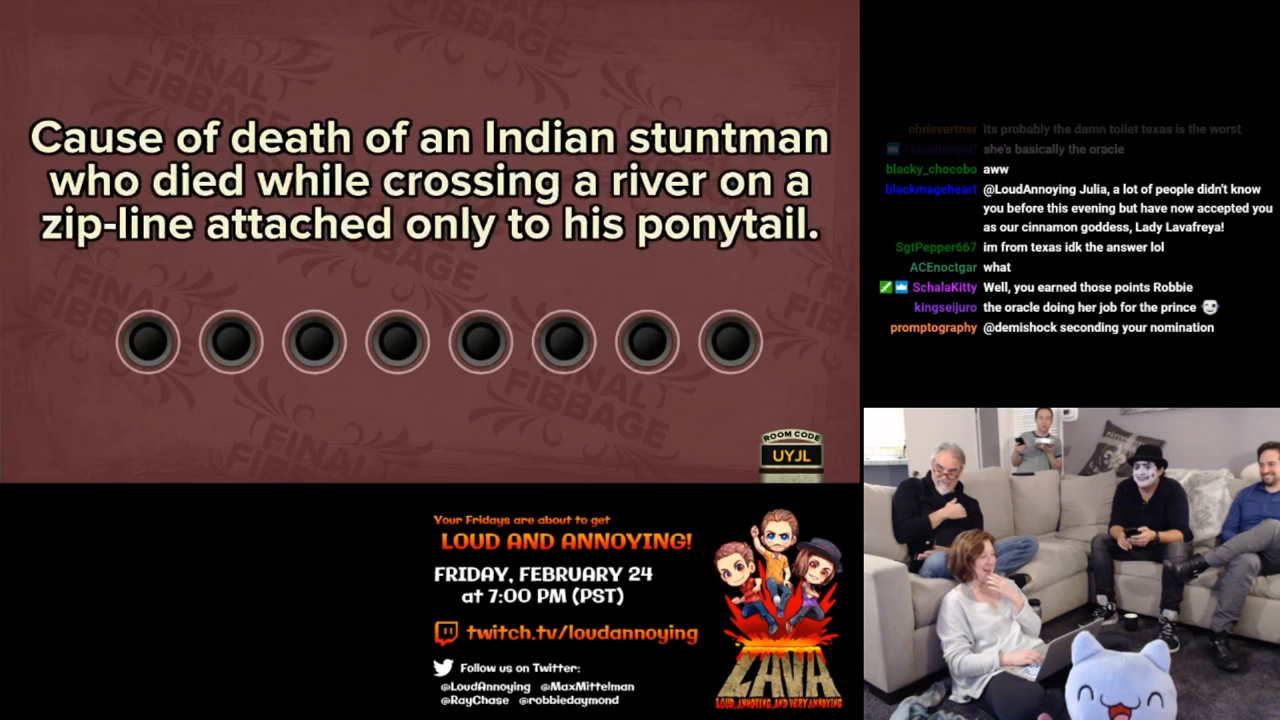 Cause of death of an Indian stuntman
who died while crossing a river on a
zip-line attached only to his ponytail.
FINAL
FIBBAGE
ROOM CODE
UYJL
chrisvertner its probably the damn toilet texas is the worst
she's basically the oracle
blacky_chocobo aww
blackmageheart @LoudAnnoying Julia, a lot of people didn't know
you before this evening but have now accepted you
as our cinnamon goddess, Lady Lavafreya!
SgtPepper667 im from texas idk the answer lol
ACEnoctgar what
SchalaKitty Well, you earned those points Robbie
kingseijuro the oracle doing her job for the prince
promptography @demishock seconding your nomination
Your Fridays are about to get
LOUD AND ANNOYING!
FRIDAY, FEBRUARY 24
at 7:00 PM (PST)
twitch.tv/loudannoying
Follow us on Twitter:
@LoudAnnoying @MaxMittelman
@RayChase @robbiedaymond
LAVA
LOUD, ANNOYING, AND VERY ANNOYING